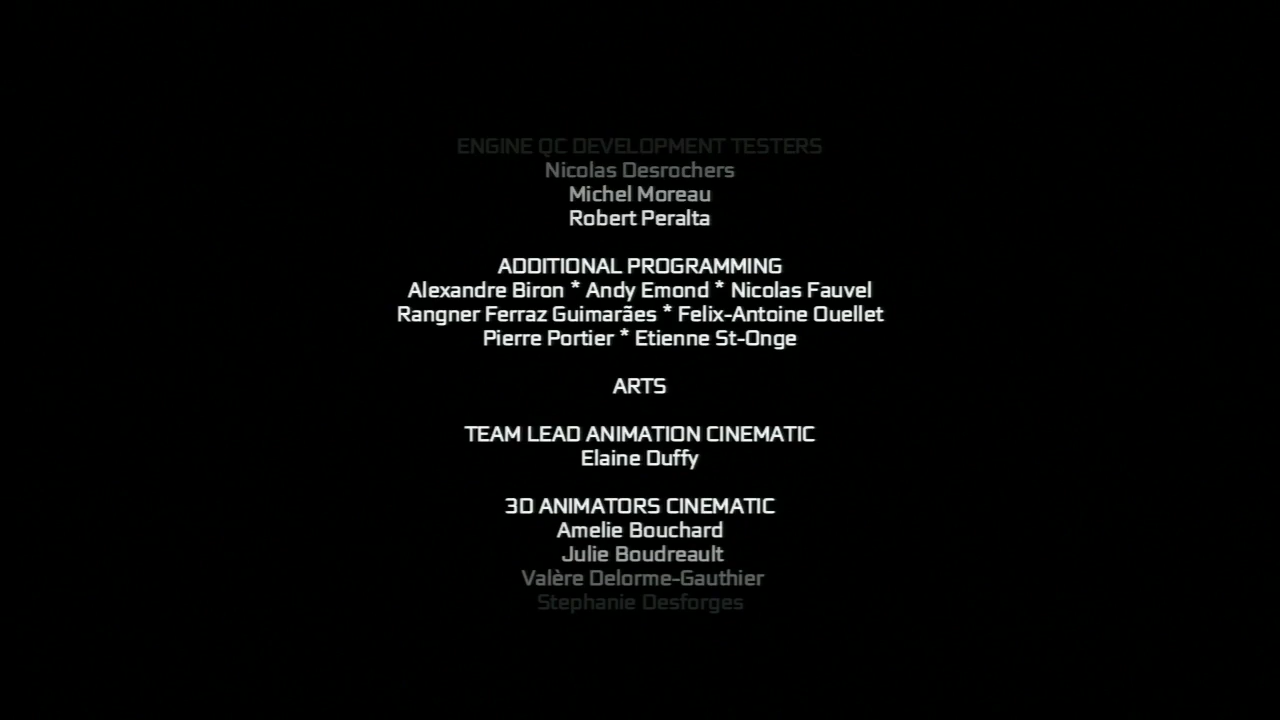 ENGINE QC DEVELOPMENT TESTERS
Nicolas Desrochers
Michel Moreau
Robert Peralta
ADDITIONAL PROGRAMMING
Alexandre Biron * Andy Emond * Nicolas Fauvel
Rangner Ferraz Guimarães * Felix-Antoine Ouellet
Pierre Portier * Etienne St-Onge
ARTS
TEAM LEAD ANIMATION CINEMATIC
Elaine Duffy
3D ANIMATORS CINEMATIC
Amelie Bouchard
Julie Boudreault
Valère Delorme-Gauthier
Stephanie Desforges